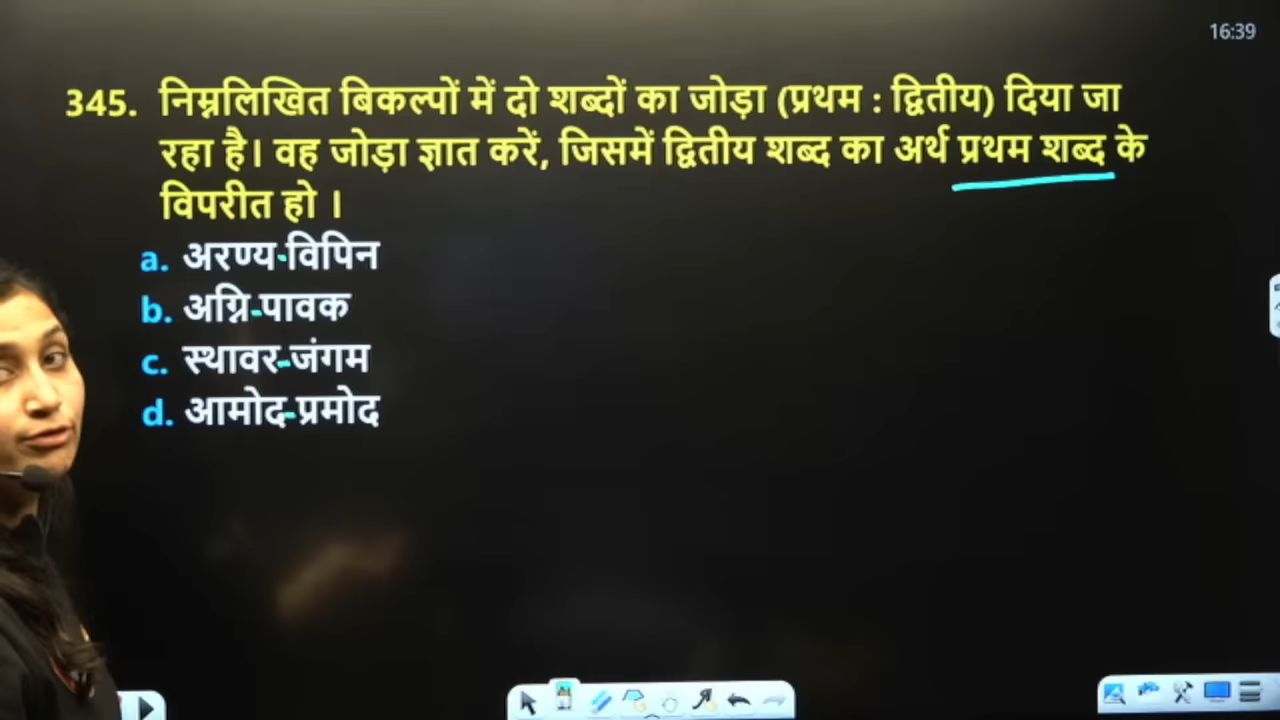 16:39
345. निम्नलिखित बिकल्पों में दो शब्दों का जोड़ा (प्रथम : द्वितीय) दिया जा
रहा है। वह जोड़ा ज्ञात करें, जिसमें द्वितीय शब्द का अर्थ प्रथम शब्द के
विपरीत हो ।
a. अरण्य-विपिन
b. अग्नि-पावक
c. स्थावर-जंगम
d. आमोद-प्रमोद